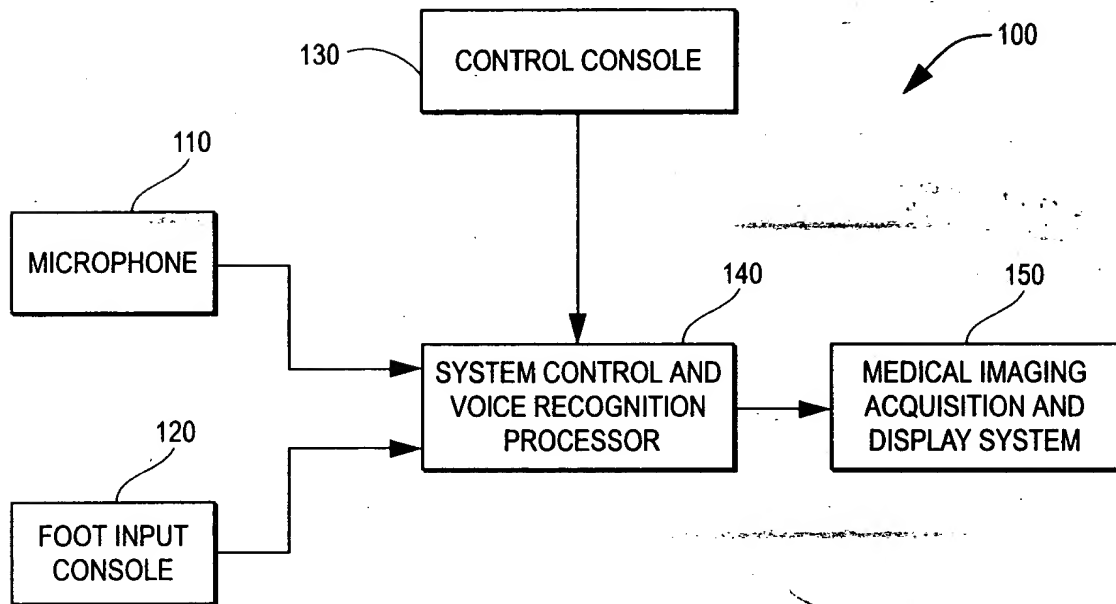 100
130
CONTROL CONSOLE
110
MICROPHONE
140
SYSTEM CONTROL AND
VOICE RECOGNITION
PROCESSOR
150
MEDICAL IMAGING
ACQUISITION AND
DISPLAY SYSTEM
120
FOOT INPUT
CONSOLE